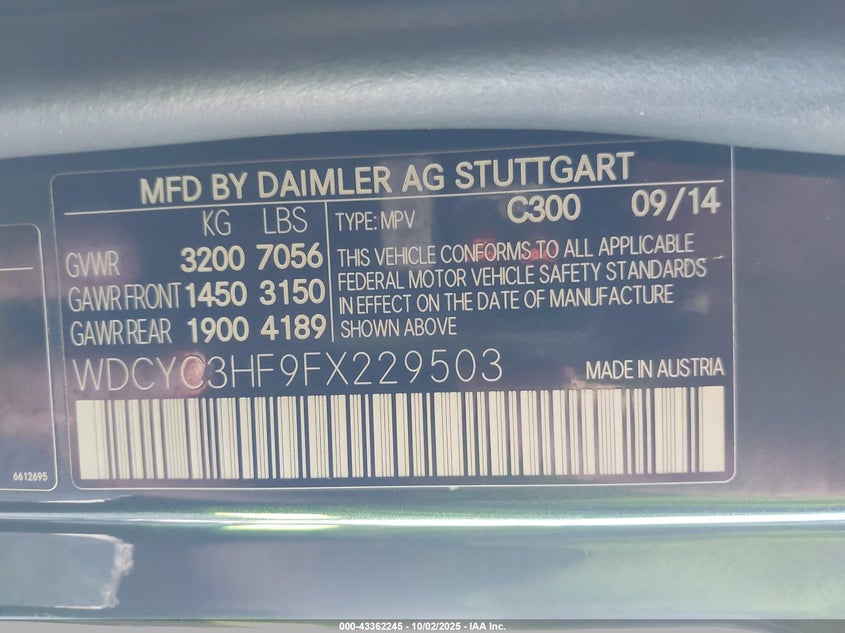 MFD BY DAIMLER AG STUTTGART
KG LBS
GVWR 3200 7056
GAWR FRONT 1450 3150
GAWR REAR 1900 4189
TYPE: MPV C300 09/14
THIS VEHICLE CONFORMS TO ALL APPLICABLE
FEDERAL MOTOR VEHICLE SAFETY STANDARDS
IN EFFECT ON THE DATE OF MANUFACTURE
SHOWN ABOVE
WDCYC3HF9FX229503
MADE IN AUSTRIA
6612695
000-43362245 - 10/02/2025 - IAA Inc.